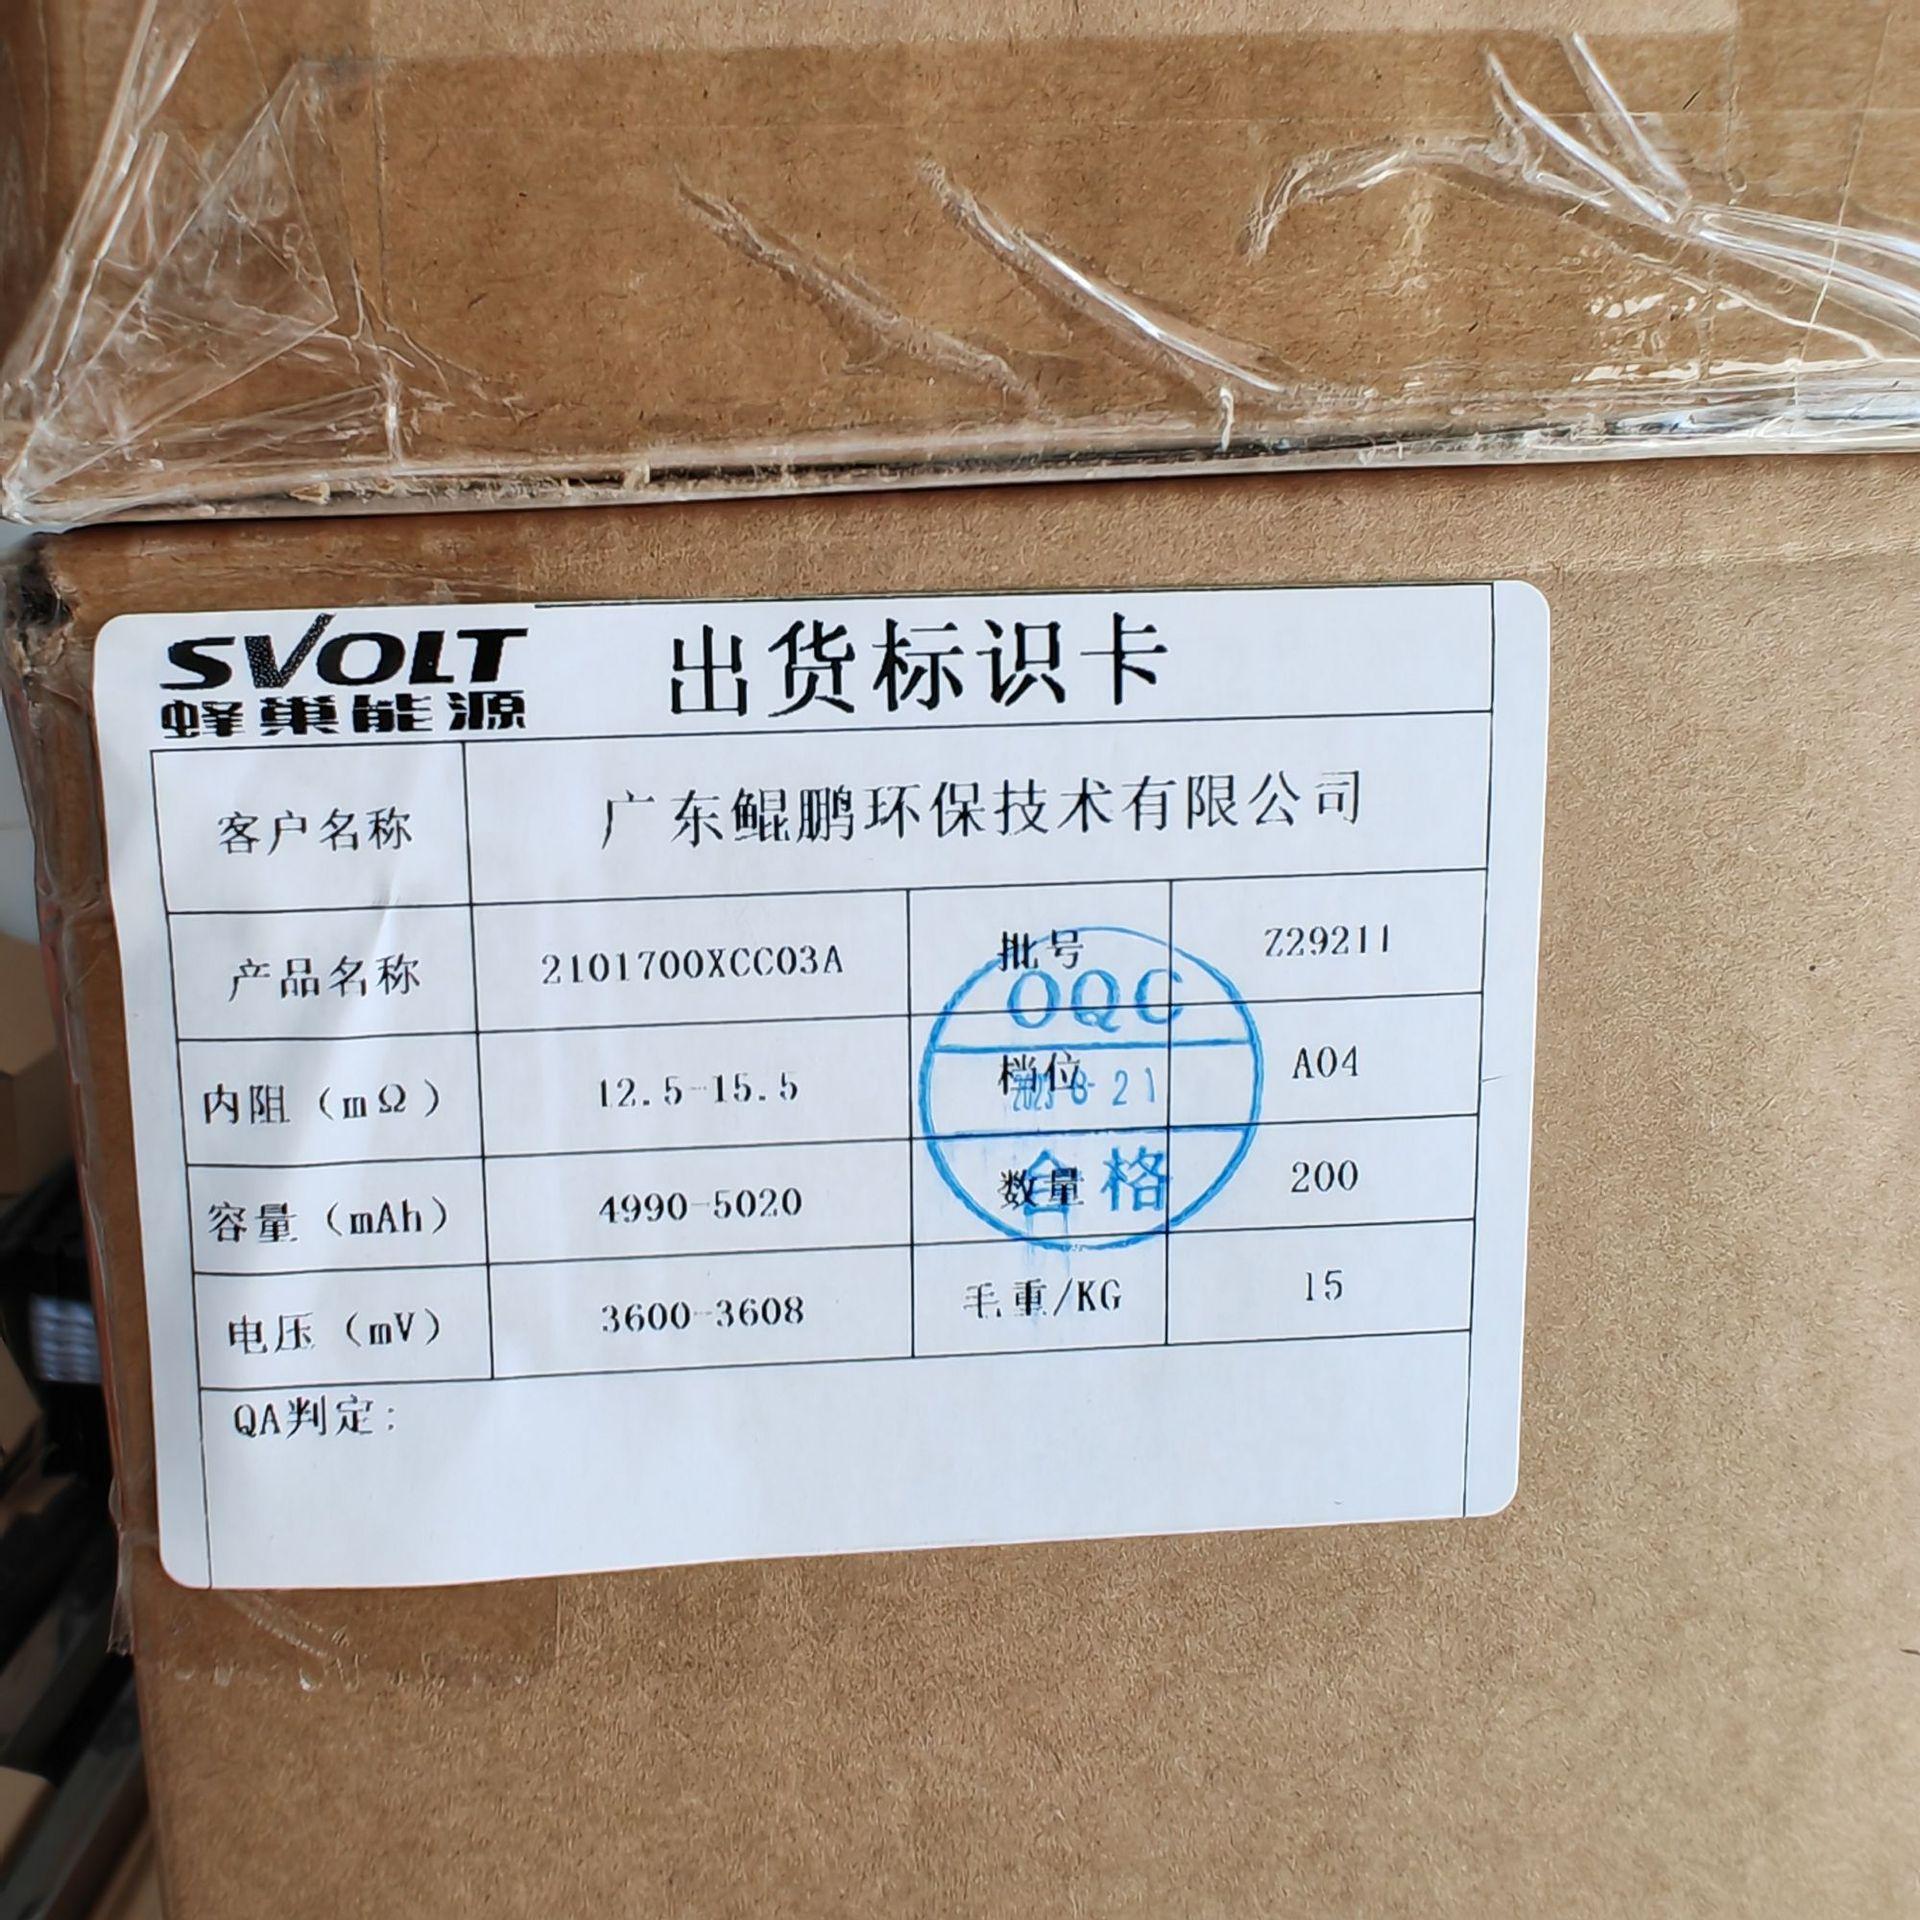 SVOLT
蜂巢能源
出货标识卡
客户名称 广东鲲鹏环保技术有限公司
产品名称 2101700XCC03A 批号 Z29211
内阻（mΩ） 12.5-15.5 档位 A04
容量（mAh） 4990-5020 数量 200
电压（mV） 3600-3608 毛重/KG 15
QA判定:
OQC
合格